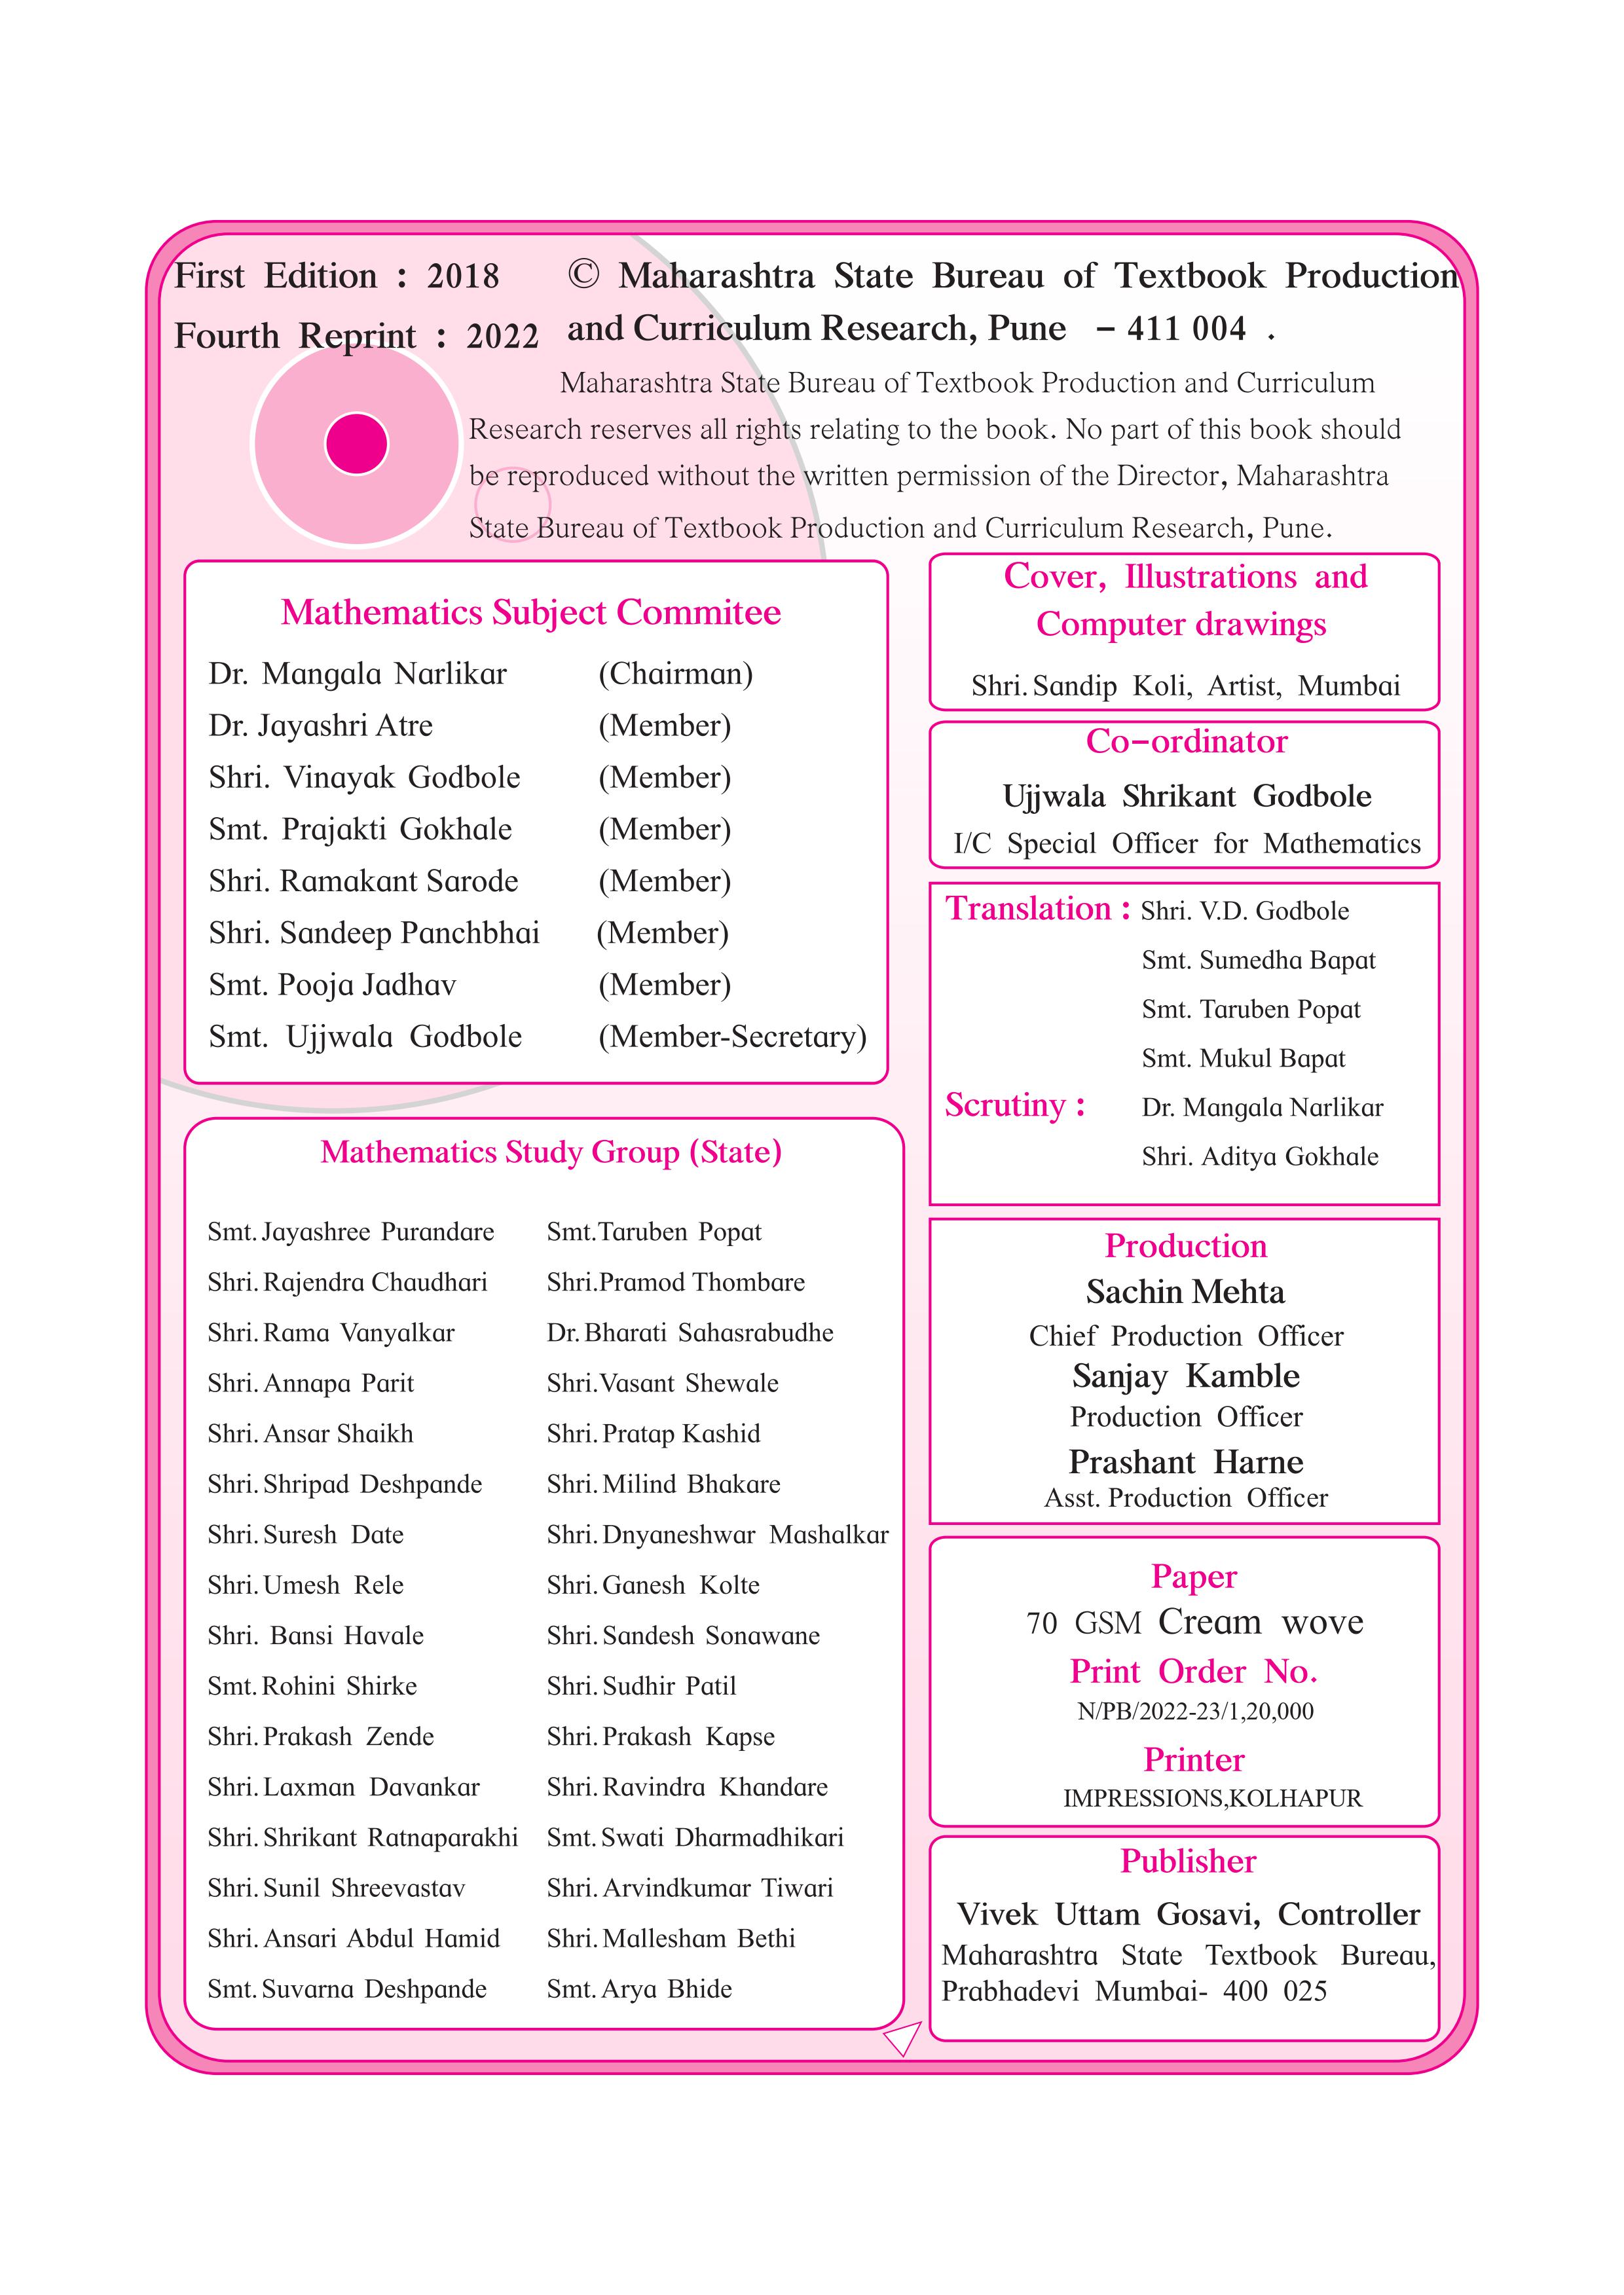 First Edition : 2018
Fourth Reprint : 2022
© Maharashtra State Bureau of Textbook Production
and Curriculum Research, Pune – 411 004 .
Maharashtra State Bureau of Textbook Production and Curriculum
Research reserves all rights relating to the book. No part of this book should
be reproduced without the written permission of the Director, Maharashtra
State Bureau of Textbook Production and Curriculum Research, Pune.
Mathematics Subject Commitee
Dr. Mangala Narlikar (Chairman)
Dr. Jayashri Atre (Member)
Shri. Vinayak Godbole (Member)
Smt. Prajakti Gokhale (Member)
Shri. Ramakant Sarode (Member)
Shri. Sandeep Panchbhai (Member)
Smt. Pooja Jadhav (Member)
Smt. Ujjwala Godbole (Member-Secretary)
Mathematics Study Group (State)
Smt. Jayashree Purandare Smt.Taruben Popat
Shri. Rajendra Chaudhari Shri.Pramod Thombare
Shri. Rama Vanyalkar Dr. Bharati Sahasrabudhe
Shri. Annapa Parit Shri.Vasant Shewale
Shri. Ansar Shaikh Shri. Pratap Kashid
Shri. Shripad Deshpande Shri. Milind Bhakare
Shri. Suresh Date Shri. Dnyaneshwar Mashalkar
Shri. Umesh Rele Shri. Ganesh Kolte
Shri. Bansi Havale Shri. Sandesh Sonawane
Smt. Rohini Shirke Shri. Sudhir Patil
Shri. Prakash Zende Shri. Prakash Kapse
Shri. Laxman Davankar Shri. Ravindra Khandare
Shri. Shrikant Ratnaparakhi Smt. Swati Dharmadhikari
Shri. Sunil Shreevastav Shri. Arvindkumar Tiwari
Shri. Ansari Abdul Hamid Shri. Mallesham Bethi
Smt. Suvarna Deshpande Smt. Arya Bhide
Cover, Illustrations and
Computer drawings
Shri. Sandip Koli, Artist, Mumbai
Co-ordinator
Ujjwala Shrikant Godbole
I/C Special Officer for Mathematics
Translation : Shri. V.D. Godbole
Smt. Sumedha Bapat
Smt. Taruben Popat
Smt. Mukul Bapat
Scrutiny : Dr. Mangala Narlikar
Shri. Aditya Gokhale
Production
Sachin Mehta
Chief Production Officer
Sanjay Kamble
Production Officer
Prashant Harne
Asst. Production Officer
Paper
70 GSM Cream wove
Print Order No.
N/PB/2022-23/1,20,000
Printer
IMPRESSIONS,KOLHAPUR
Publisher
Vivek Uttam Gosavi, Controller
Maharashtra State Textbook Bureau,
Prabhadevi Mumbai- 400 025